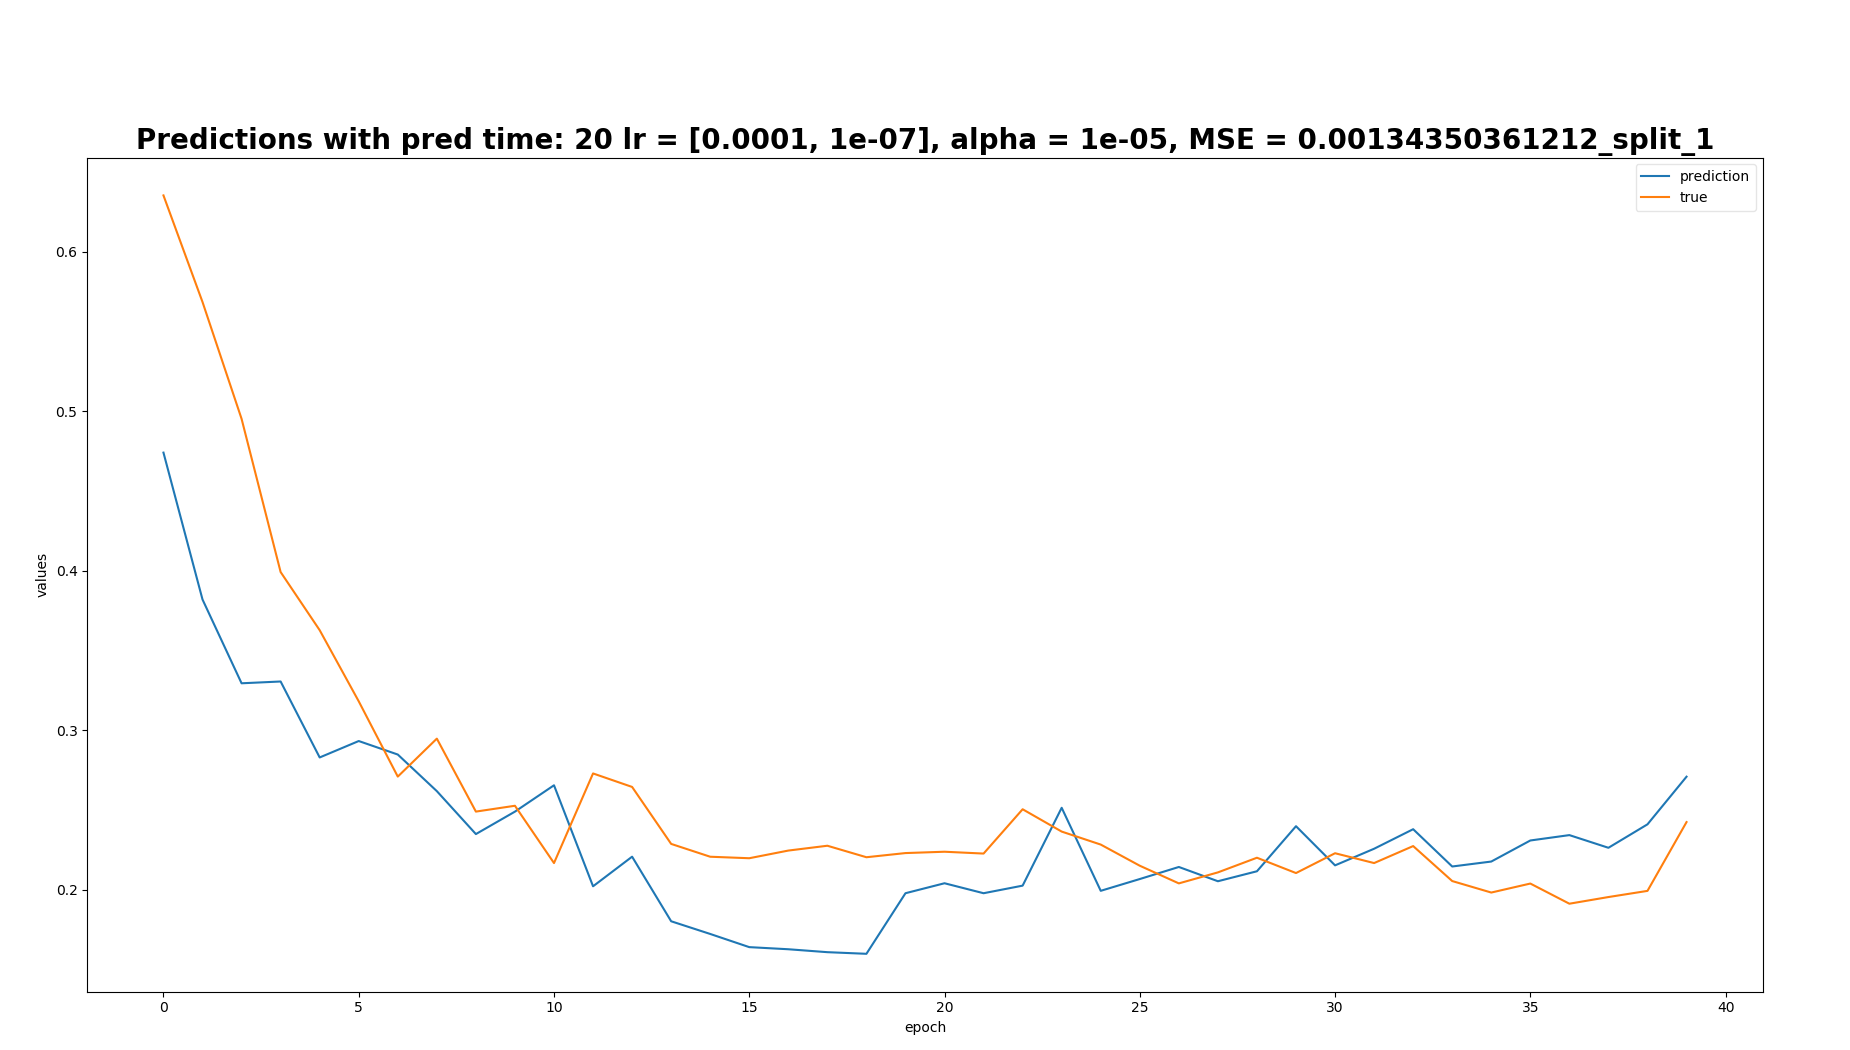 Predictions with pred time: 20 lr = [0.0001, 1e-07], alpha = 1e-05, MSE = 0.00134350361212_split_1
prediction
true
0.6
0.5
0.4
0.3
0.2
values
0 5 10 15 20 25 30 35 40
epoch